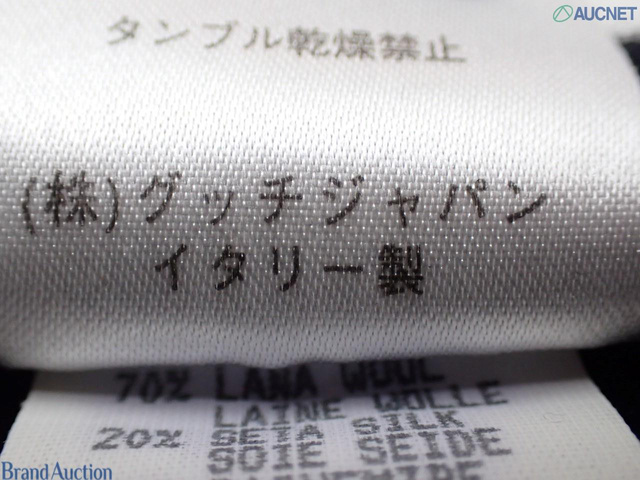 AUCNET
タンブル乾燥禁止
(株)グッチジャパン
イタリー製
70% LANA WOOL
LAINE WOLLE
20% SETA SILK
SOIE SEIDE
Brand Auction